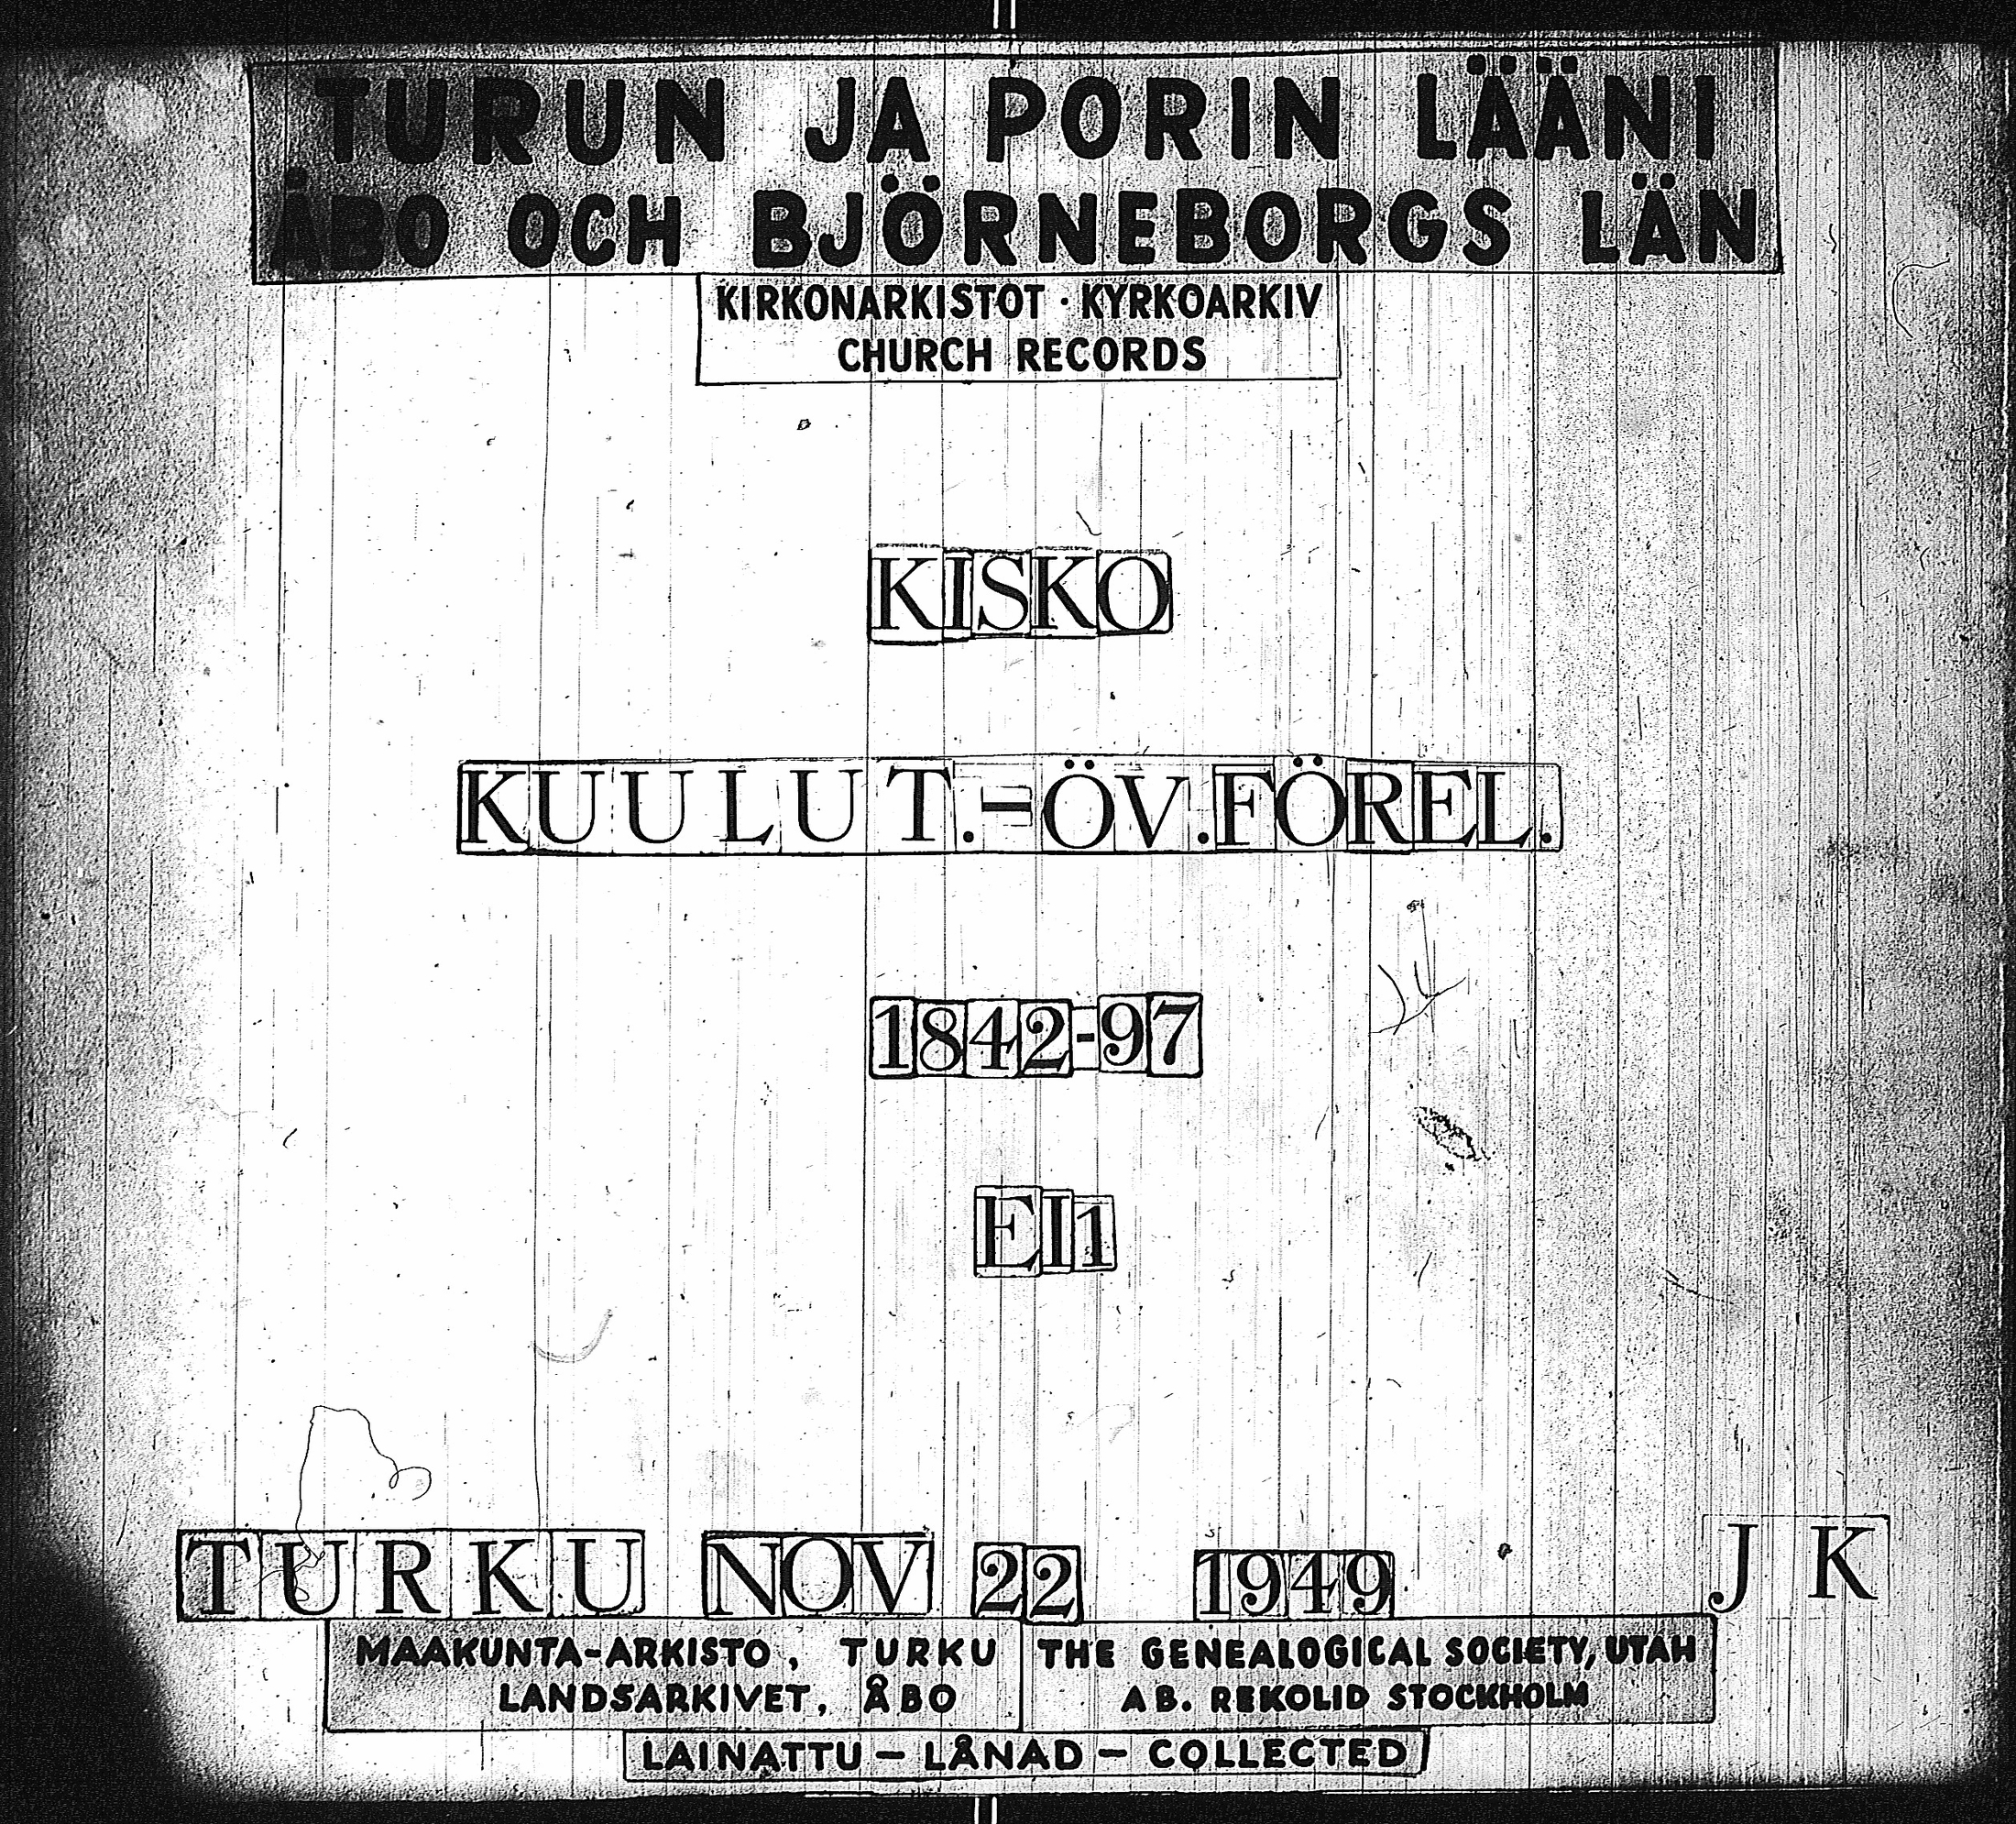 TURUN JA PORIN LÄÄNI
ÅBO OCH BJÖRNEBORGS LÄN
KIRKONARKISTOT · KYRKOARKIV
CHURCH RECORDS
KISKO
KUULUT.-ÖV.FÖREL.
1842-97
EI1
TURKU NOV 22 1949 JK
MAAKUNTA-ARKISTO, TURKU
LANDSARKIVET, ÅBO
THE GENEALOGICAL SOCIETY, UTAH
AB. REKOLID STOCKHOLM
LAINATTU - LÅNAD - COLLECTED